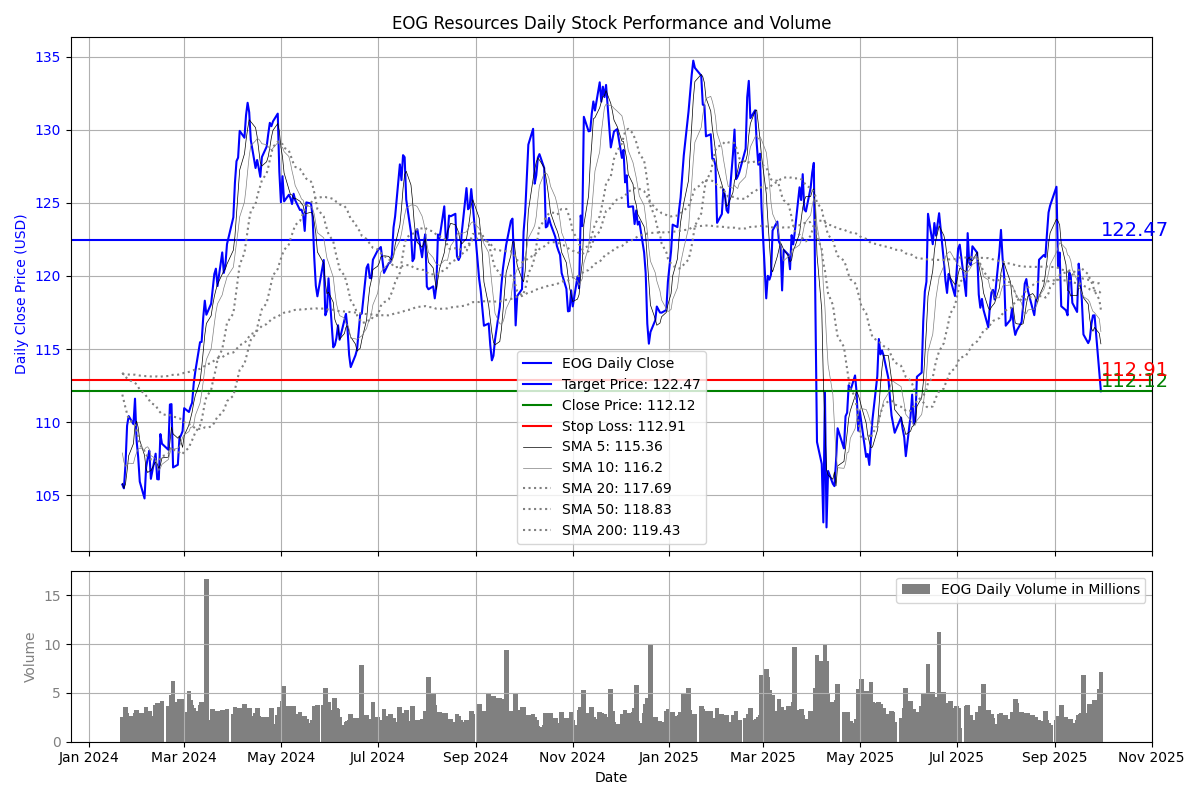 EOG Resources Daily Stock Performance and Volume
Daily Close Price (USD)
135
130
125
120
115
110
105
122.47
112.91
112.12
EOG Daily Close
Target Price: 122.47
Close Price: 112.12
Stop Loss: 112.91
SMA 5: 115.36
SMA 10: 116.2
SMA 20: 117.69
SMA 50: 118.83
SMA 200: 119.43
Volume
15
10
5
0
EOG Daily Volume in Millions
Jan 2024 Mar 2024 May 2024 Jul 2024 Sep 2024 Nov 2024 Jan 2025 Mar 2025 May 2025 Jul 2025 Sep 2025 Nov 2025
Date